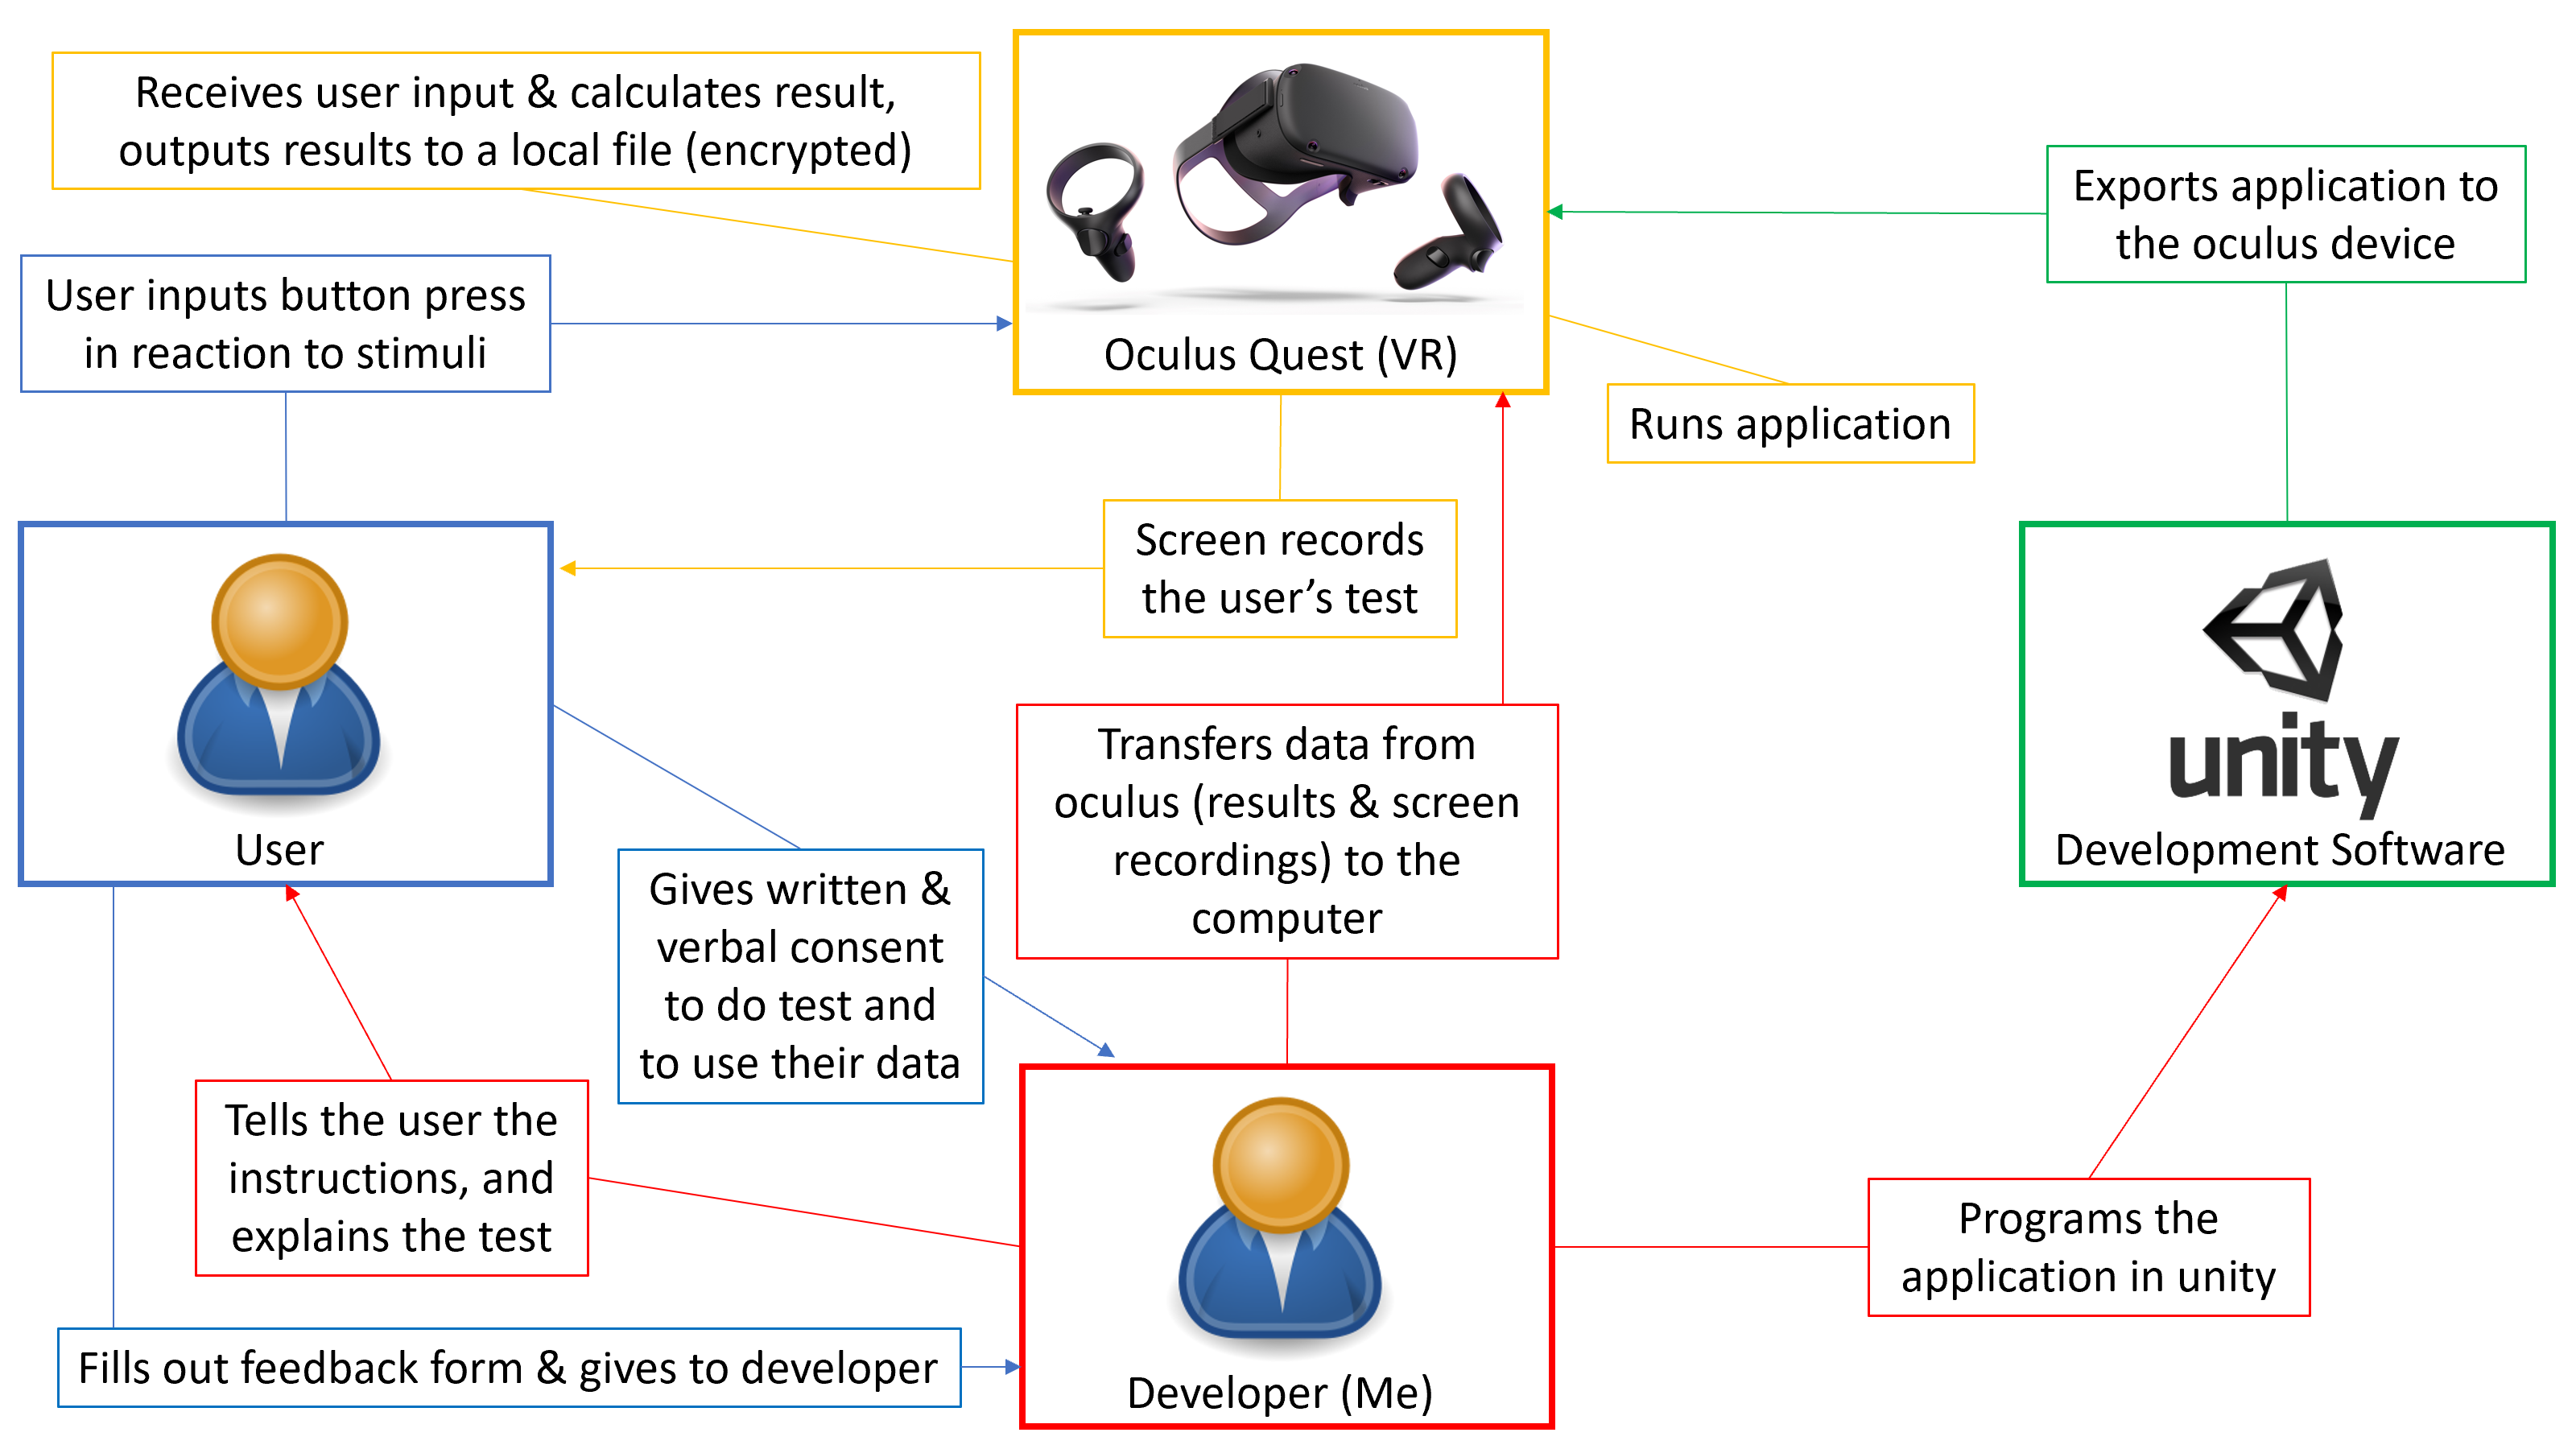 Receives user input & calculates result,
outputs results to a local file (encrypted)
Oculus Quest (VR)
Exports application to
the oculus device
User inputs button press
in reaction to stimuli
Runs application
Screen records
the user's test
User
unity
Development Software
Transfers data from
oculus (results & screen
recordings) to the
computer
Gives written &
verbal consent
to do test and
to use their data
Tells the user the
instructions, and
explains the test
Programs the
application in unity
Fills out feedback form & gives to developer
Developer (Me)